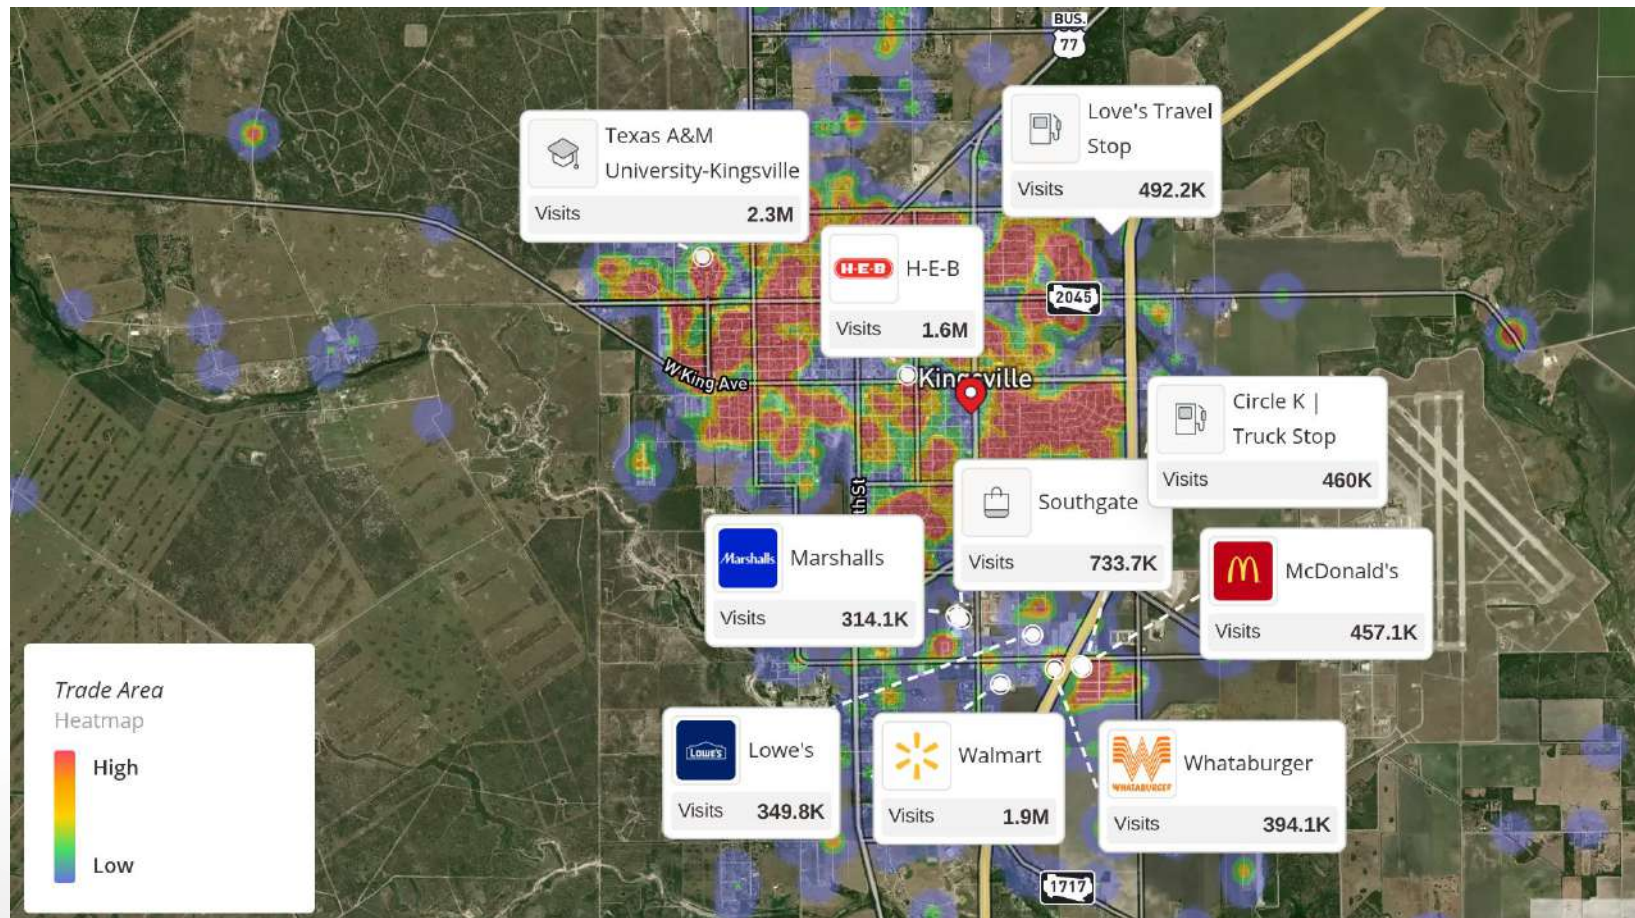 BUS.
77
Texas A&M
University-Kingsville
Visits 2.3M
Love's Travel
Stop
Visits 492.2K
H-E-B
H-E-B
Visits 1.6M
2045
W King Ave
Kingsville
Circle K |
Truck Stop
Visits 460K
thSt
Southgate
Visits 733.7K
Marshalls
Marshalls
Visits 314.1K
McDonald's
Visits 457.1K
Trade Area
Heatmap
High
Low
LOWE'S
Lowe's
Visits 349.8K
Walmart
Visits 1.9M
WHATABURGER
Whataburger
Visits 394.1K
1717